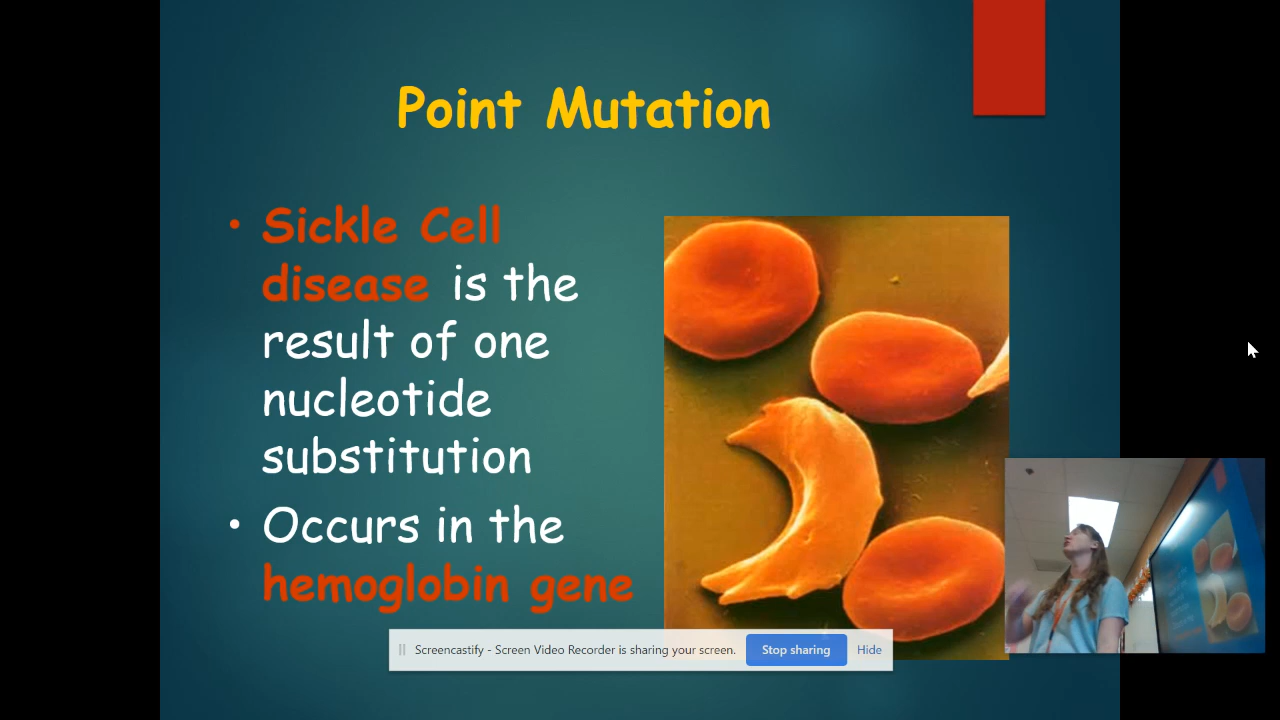 Point Mutation
• Sickle Cell
disease is the
result of one
nucleotide
substitution
• Occurs in the
hemoglobin gene
Screencastify - Screen Video Recorder is sharing your screen. Stop sharing Hide